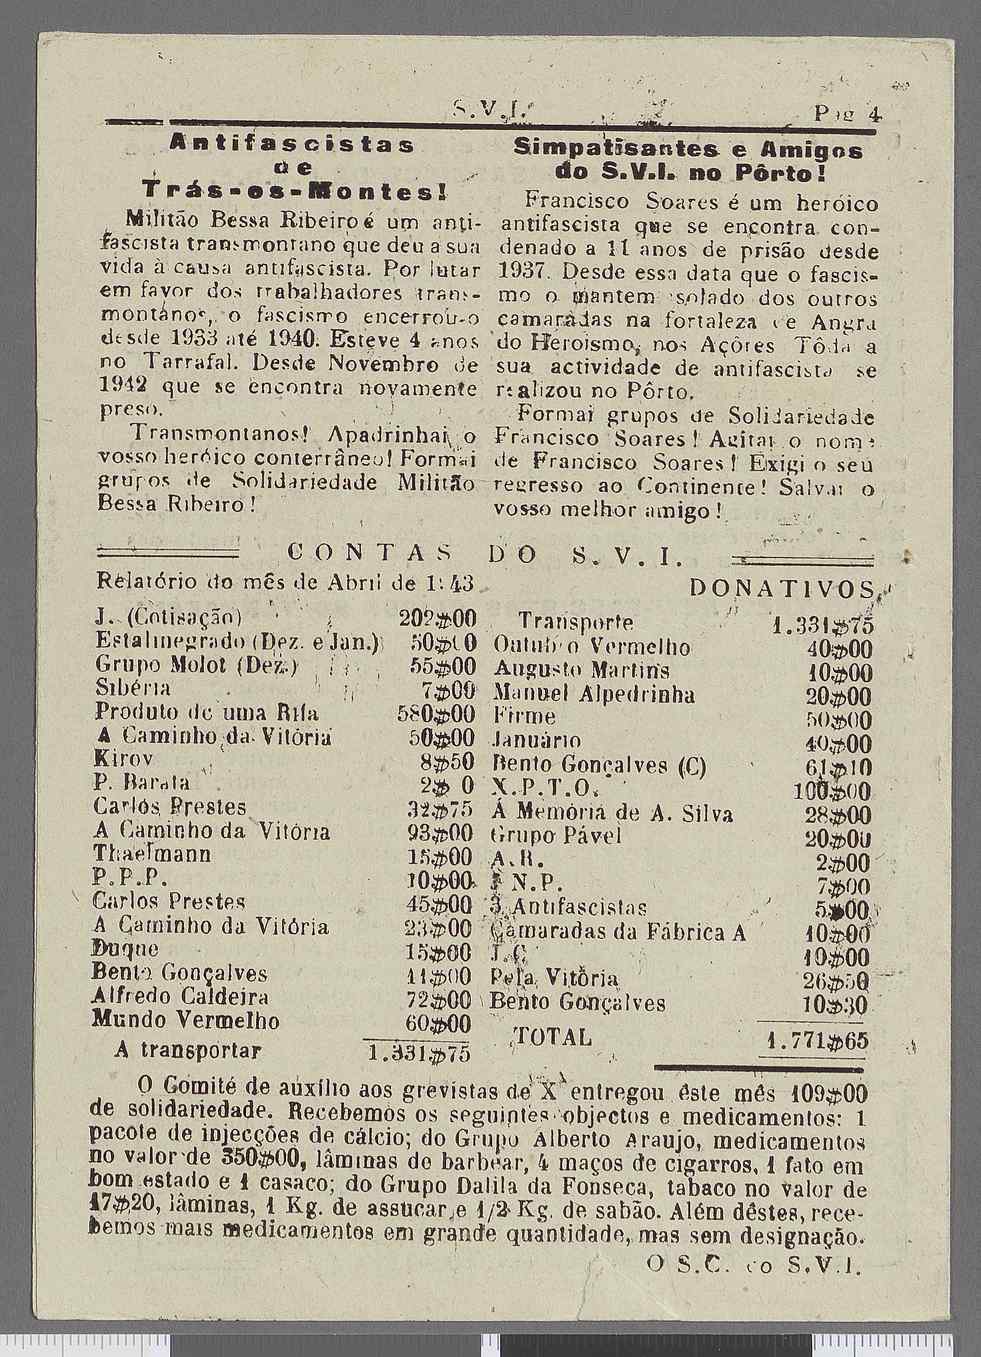 S.V.I. Pag 4
Antifascistas
de
Trás-os-Montes!
Militão Bessa Ribeiro é um anti-
fascista transmontano que deu a sua
vida à causa antifascista. Por lutar
em favor dos trabalhadores trans-
montanos, o fascismo encerrou-o
desde 1933 até 1940. Esteve 4 anos
no Tarrafal. Desde Novembro de
1942 que se encontra novamente
preso.
Transmontanos! Apadrinhai o
vosso heróico conterrâneo! Formai
grupos de Solidariedade Militão
Bessa Ribeiro!
Simpatisantes e Amigos
do S.V.I. no Pôrto!
Francisco Soares é um heróico
antifascista que se encontra con-
denado a 11 anos de prisão desde
1937. Desde essa data que o fascis-
mo o mantem isolado dos outros
camaradas na fortaleza de Angra
do Heroismo, nos Açôres Tôda a
sua actividade de antifascista se
realizou no Pôrto.
Formai grupos de Solidariedade
Francisco Soares! Agitai o nome
de Francisco Soares! Exigi o seu
regresso ao Continente! Salvai o
vosso melhor amigo!
CONTAS DO S.V.I.
Relatório do mês de Abril de 1943
J. (Cotisação) 202$00
Estalinegrado (Dez. e Jan.) 50$00
Grupo Molot (Dez.) 55$00
Sibéria 7$00
Produto de uma Rifa 580$00
A Caminho da Vitória 50$00
Kirov 8$50
P. Barata
Carlos Prestes 32$75
A Caminho da Vitória 93$00
Thaelmann 15$00
P.P.P. 10$00
Carlos Prestes 45$00
A Caminho da Vitória 23$00
Duque 15$00
Bento Gonçalves 11$00
Alfredo Caldeira 72$00
Mundo Vermelho 60$00
A transportar 1.331$75
DONATIVOS
Transporte 1.331$75
Outubro Vermelho 40$00
Augusto Martins 10$00
Manuel Alpedrinha 20$00
Firme 50$00
Januário 40$00
Bento Gonçalves (C) 61$10
X.P.T.O. 100$00
Á Memória de A. Silva 28$00
Grupo Pável 20$00
A.R. 2$00
N.P. 7$00
3 Antifascistas 5$00
Camaradas da Fábrica A 10$00
J.C 10$00
Pela Vitória 26$50
Bento Gonçalves 10$30
TOTAL 1.771$65
O Comité de auxílio aos grevistas de X entregou êste mês 109$00
de solidariedade. Recebemos os seguintes objectos e medicamentos: 1
pacote de injecções de cálcio; do Grupo Alberto Araujo, medicamentos
no valor de 350$00, lâminas de barbear, 4 maços de cigarros, 1 fato em
bom estado e 1 casaco; do Grupo Dalila da Fonseca, tabaco no valor de
17$20, lâminas, 1 Kg. de assucar e 1/2 Kg. de sabão. Além dêstes, rece-
bemos mais medicamentos em grande quantidade, mas sem designação.
O S.C. do S.V.I.